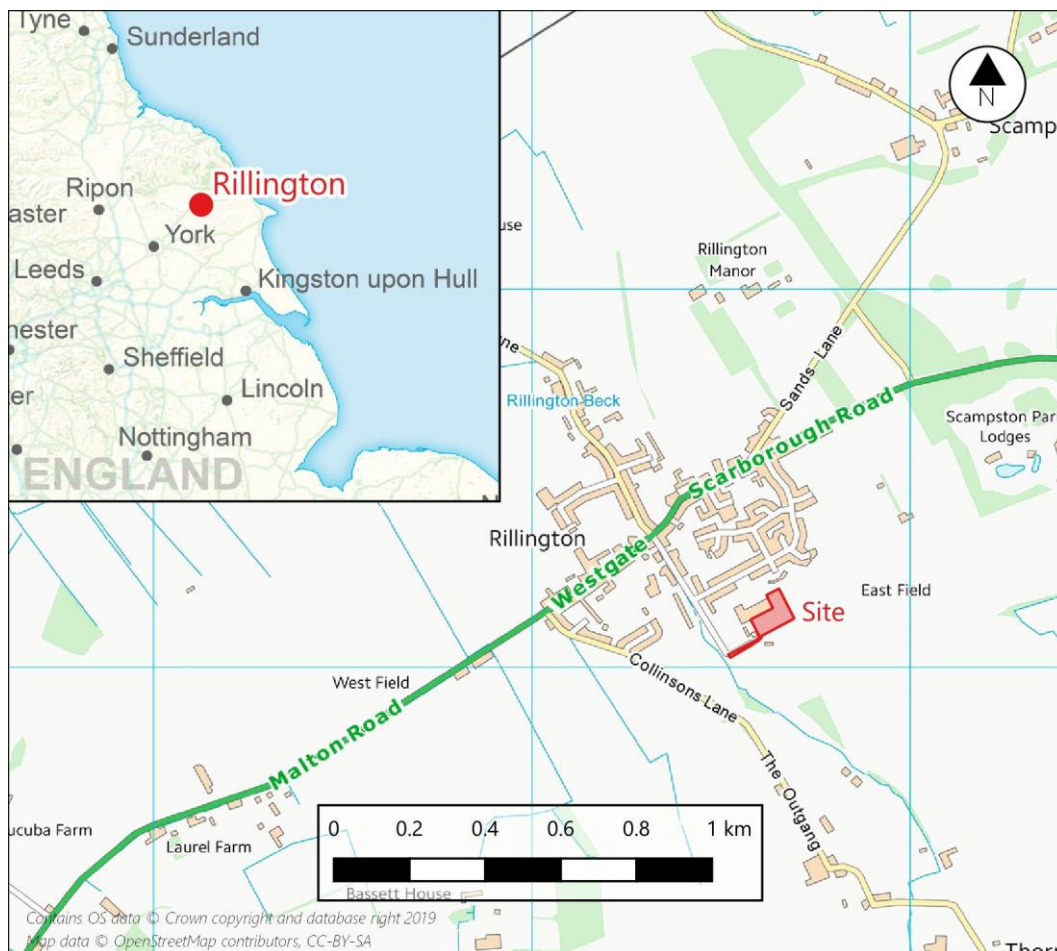 Tyne
Sunderland
Ripon
Rillington
aster
York
Leeds
Kingston upon Hull
hester
Sheffield
er
Lincoln
Nottingham
ENGLAND
N
Scamp
use
Rillington
Manor
ne
Sands Lane
Rillington Beck
Scarborough Road
Scampston Par
Lodges
Rillington
Westgate
East Field
Site
Collinsons Lane
West Field
Malton Road
The Outgang
ucuba Farm
Laurel Farm
0 0.2 0.4 0.6 0.8 1 km
Bassett House
Contains OS data © Crown copyright and database right 2019
Map data © OpenStreetMap contributors, CC-BY-SA
Thorn